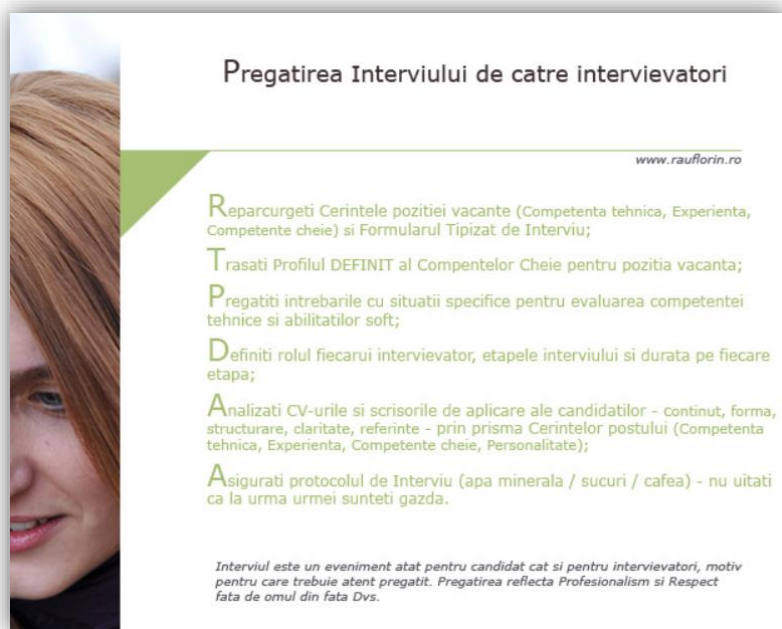 Pregatirea Interviului de catre intervievatori
www.rauflorin.ro
Reparcurgeti Cerintele pozitiei vacante (Competenta tehnica, Experienta,
Competente cheie) si Formularul Tipizat de Interviu;
Trasati Profilul DEFINIT al Compentelor Cheie pentru pozitia vacanta;
Pregatiti intrebarile cu situatii specifice pentru evaluarea competentei
tehnice si abilitatilor soft;
Definiti rolul fiecarui intervievator, etapele interviului si durata pe fiecare
etapa;
Analizati CV-urile si scrisorile de aplicare ale candidatilor - continut, forma,
structurare, claritate, referinte - prin prisma Cerintelor postului (Competenta
tehnica, Experienta, Competente cheie, Personalitate);
Asigurati protocolul de Interviu (apa minerala / sucuri / cafea) - nu uitati
ca la urma urmei sunteti gazda.
Interviul este un eveniment atat pentru candidat cat si pentru intervievatori, motiv
pentru care trebuie atent pregatit. Pregatirea reflecta Profesionalism si Respect
fata de omul din fata Dvs.